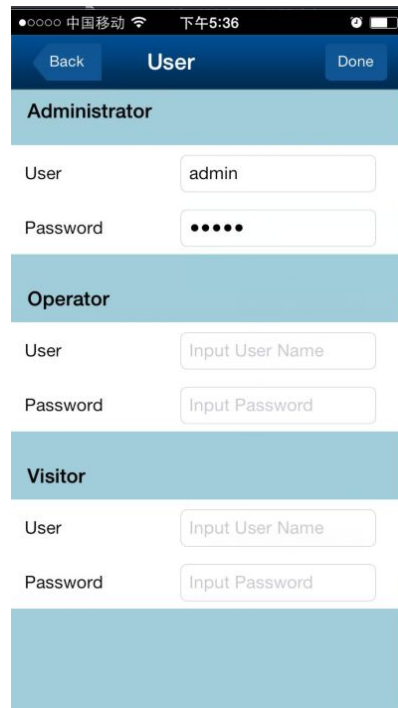 中国移动 下午5:36
Back User Done
Administrator
User admin
Password •••••
Operator
User Input User Name
Password Input Password
Visitor
User Input User Name
Password Input Password